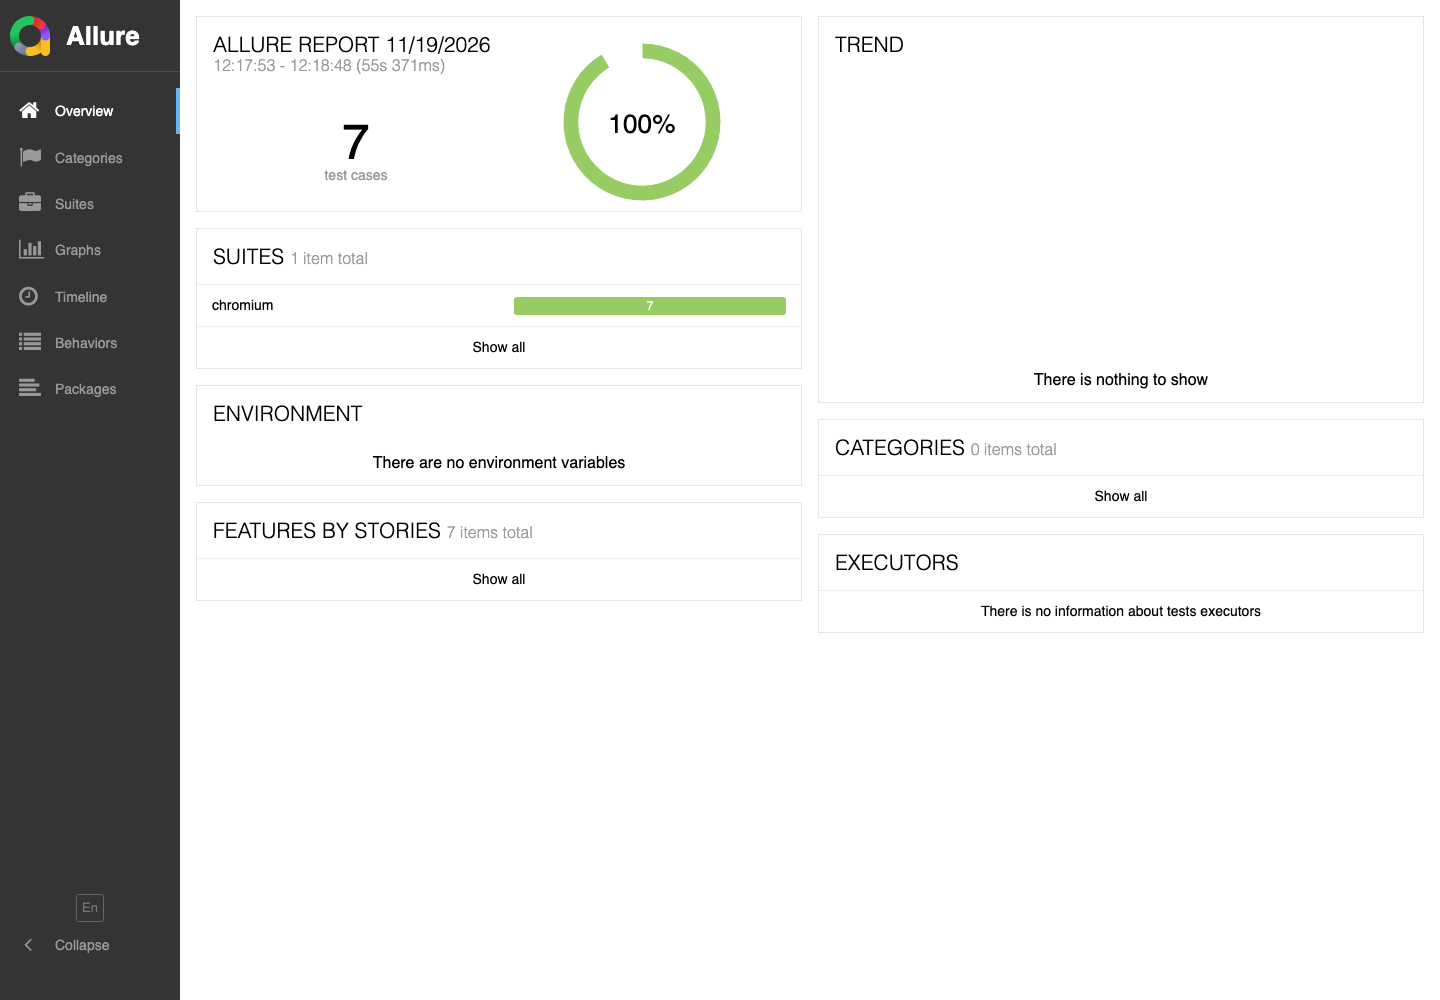 Allure
Overview
Categories
Suites
Graphs
Timeline
Behaviors
Packages
En
Collapse
ALLURE REPORT 11/19/2026
12:17:53 - 12:18:48 (55s 371ms)
7
test cases
100%
SUITES 1 item total
chromium
7
Show all
ENVIRONMENT
There are no environment variables
FEATURES BY STORIES 7 items total
Show all
TREND
There is nothing to show
CATEGORIES 0 items total
Show all
EXECUTORS
There is no information about tests executors